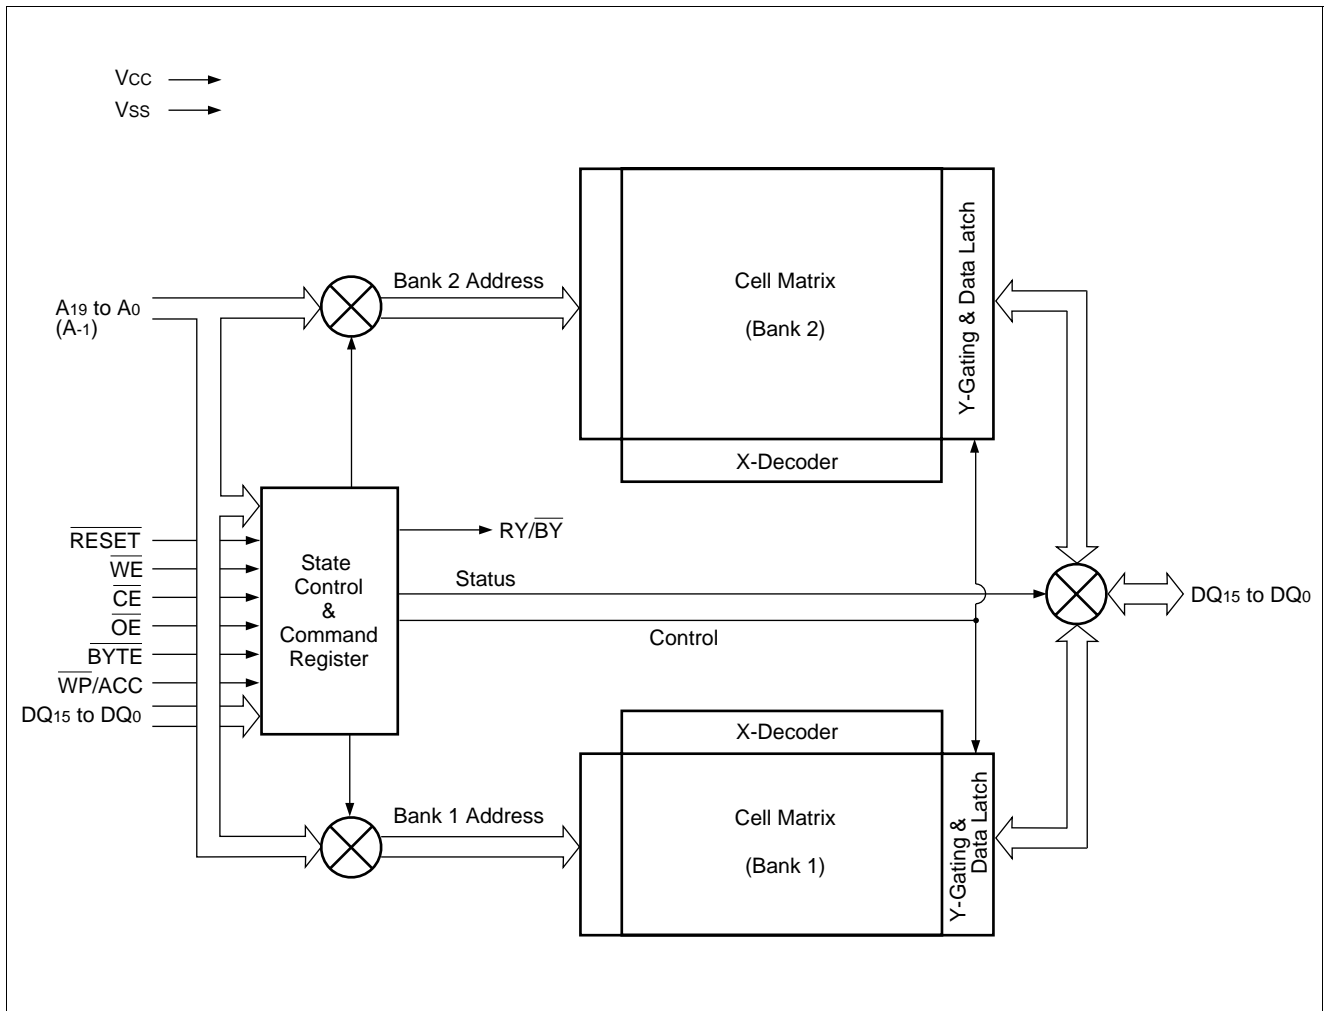 VCC
VSS
Bank 2 Address
A19 to A0
(A-1)
Cell Matrix
(Bank 2)
Y-Gating & Data Latch
X-Decoder
RESET
WE
CE
OE
BYTE
WP/ACC
DQ15 to DQ0
State
Control
&
Command
Register
RY/BY
Status
Control
DQ15 to DQ0
X-Decoder
Bank 1 Address
Cell Matrix
(Bank 1)
Y-Gating &
Data Latch